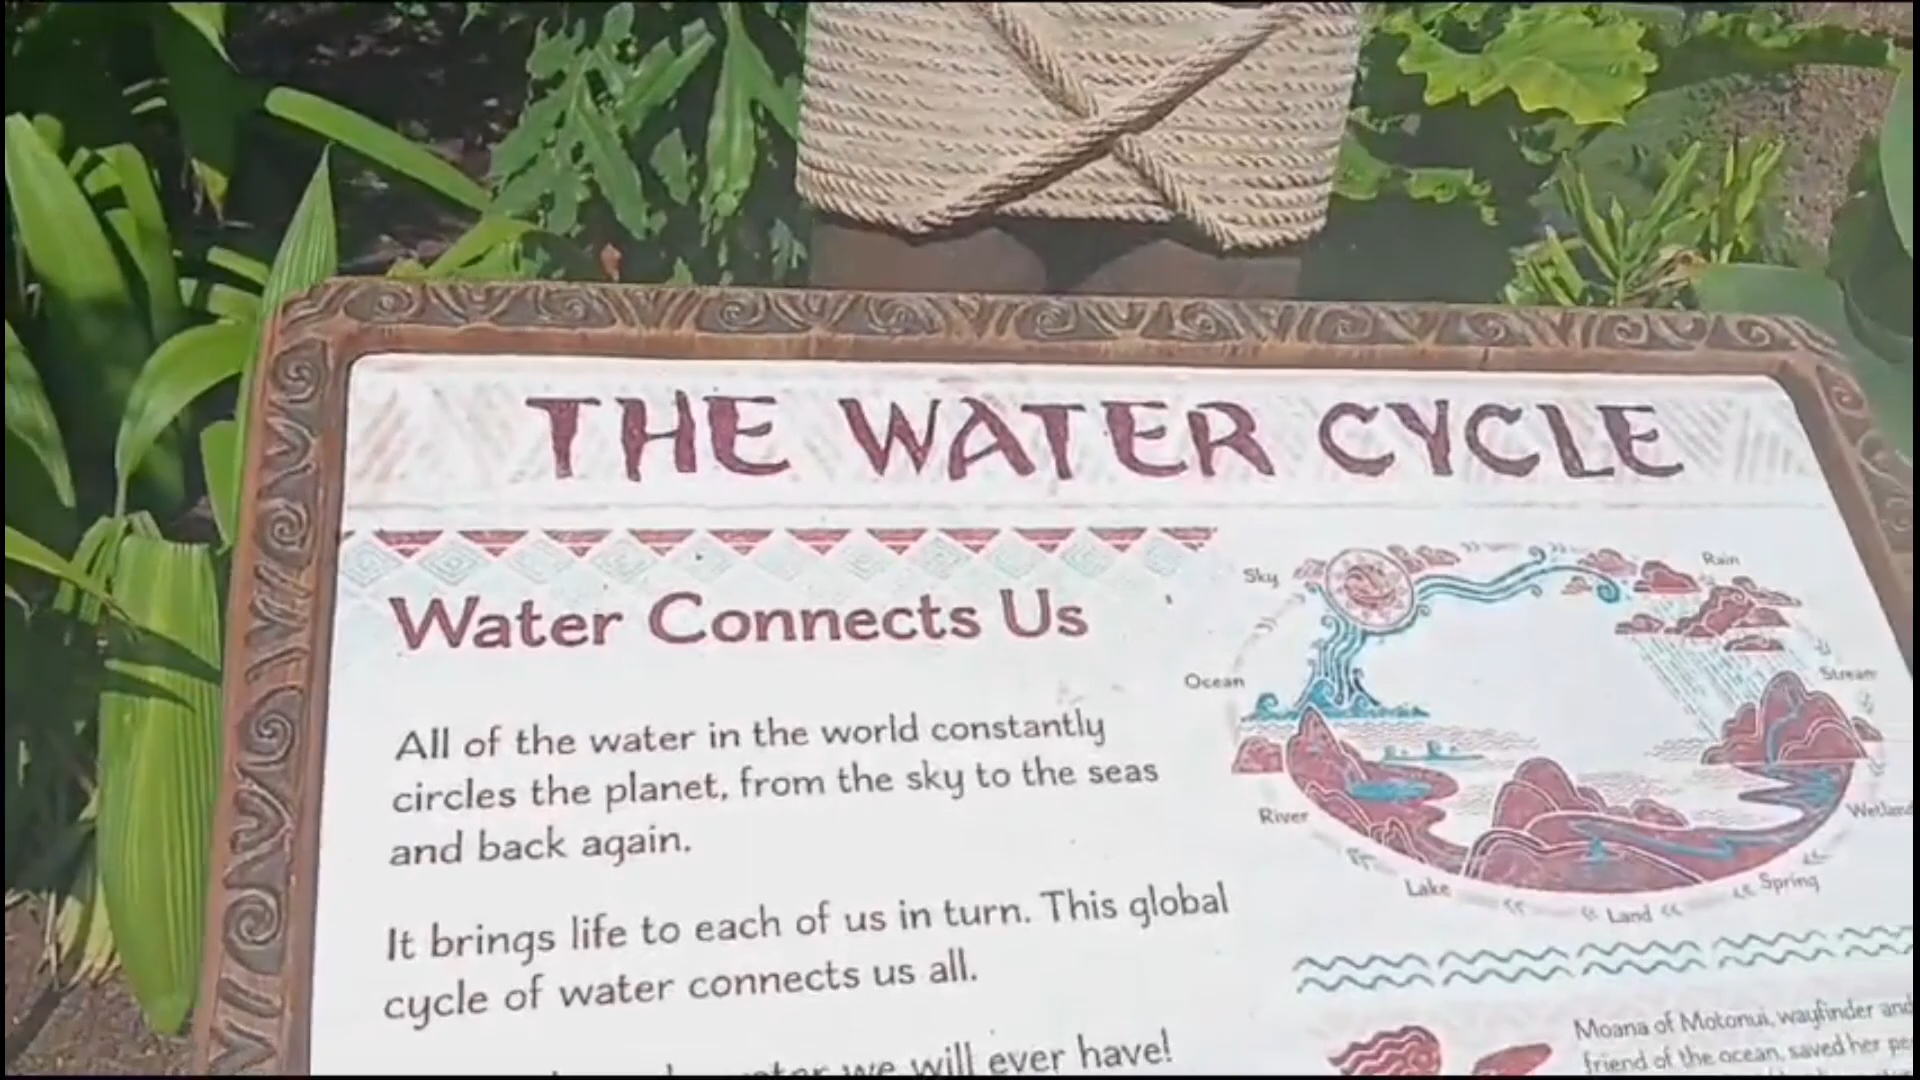 THE WATER CYCLE
Water Connects Us
All of the water in the world constantly
circles the planet, from the sky to the seas
and back again.
It brings life to each of us in turn. This global
cycle of water connects us all.
water we will ever have!
Sky
Rain
Ocean
Stream
River
Wetland
Lake
Spring
Land
Moana of Motonui, wayfinder and
friend of the ocean, saved her